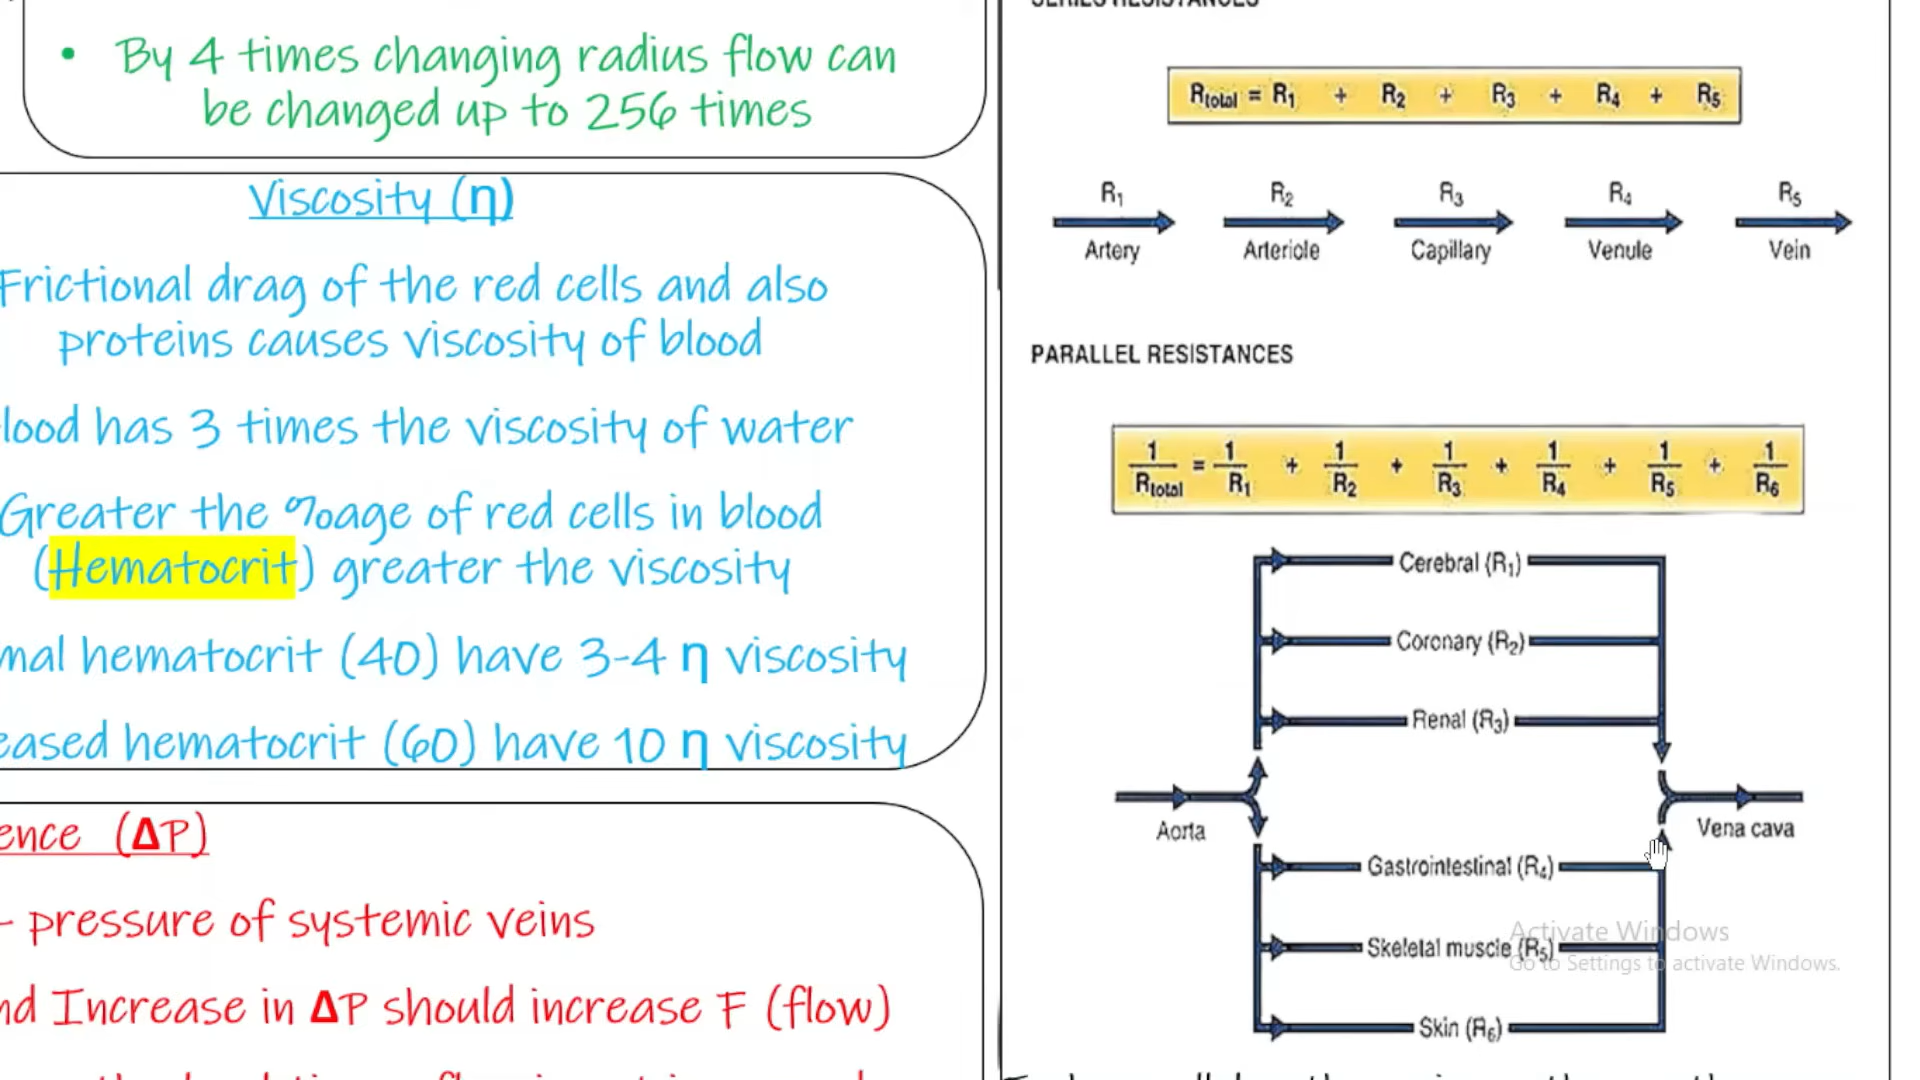 • By 4 times changing radius flow can
be changed up to 256 times
Viscosity (η)
Frictional drag of the red cells and also
proteins causes viscosity of blood
lood has 3 times the viscosity of water
Greater the %age of red cells in blood
(Hematocrit) greater the viscosity
mal hematocrit (40) have 3-4 η viscosity
eased hematocrit (60) have 10 η viscosity
ence (ΔP)
- pressure of systemic veins
nd Increase in ΔP should increase F (flow)
SERIES RESISTANCES
Rtotal = R1 + R2 + R3 + R4 + R5
R1 R2 R3 R4 R5
Artery Arteriole Capillary Venule Vein
PARALLEL RESISTANCES
1/Rtotal = 1/R1 + 1/R2 + 1/R3 + 1/R4 + 1/R5 + 1/R6
Cerebral (R1)
Coronary (R2)
Renal (R3)
Aorta
Vena cava
Gastrointestinal (R4)
Skeletal muscle (R5)
Skin (R6)
Activate Windows
Go to Settings to activate Windows.